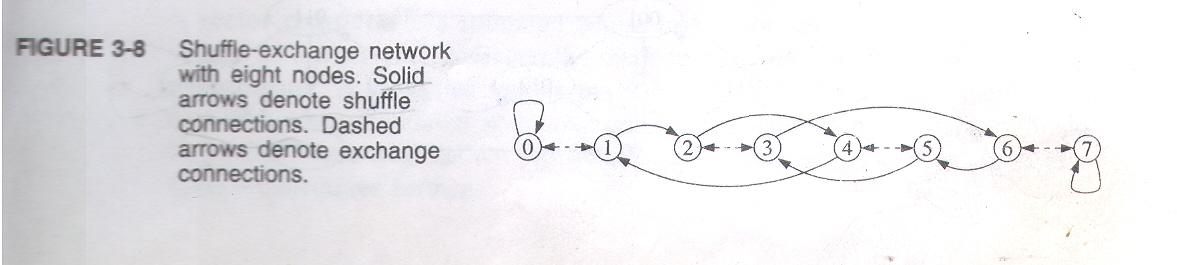 FIGURE 3-8 Shuffle-exchange network
with eight nodes. Solid
arrows denote shuffle
connections. Dashed
arrows denote exchange
connections.
0 1 2 3 4 5 6 7